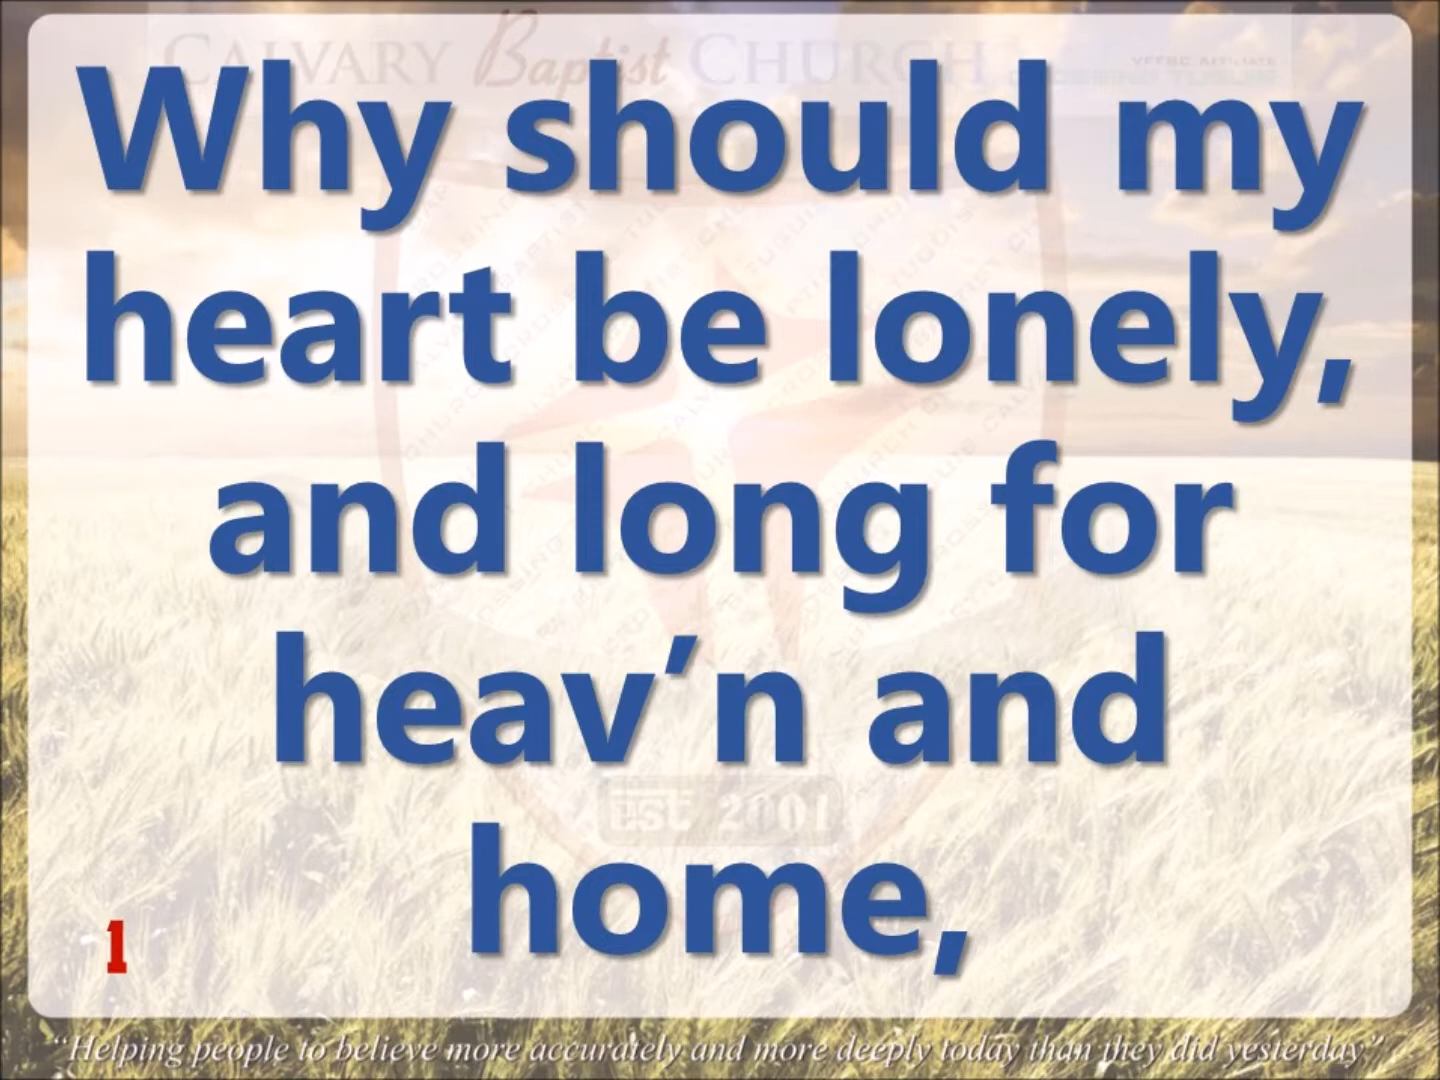 CALVARY Baptist CHURCH
Why should my
heart be lonely,
and long for
heav’n and
home,
est 2001
1
“Helping people to believe more accurately and more deeply today than they did yesterday”